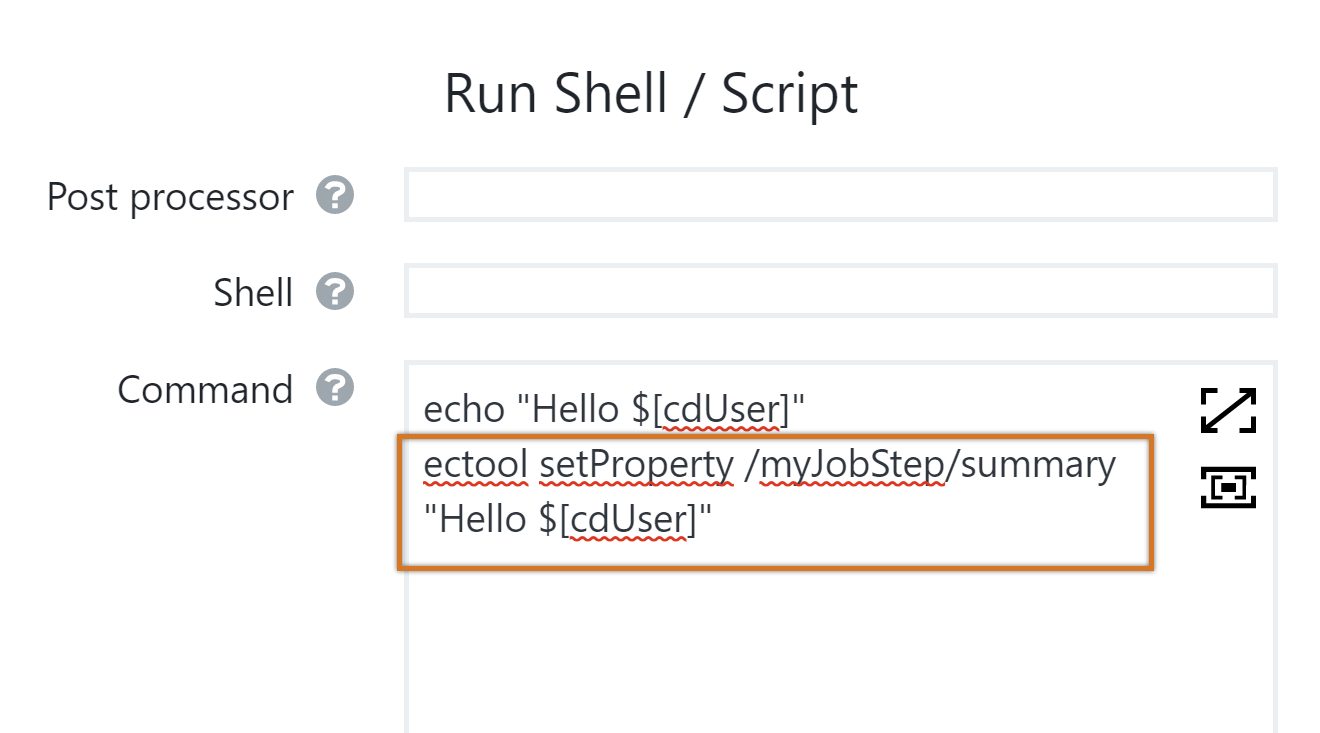 Run Shell / Script
Post processor
Shell
Command
echo "Hello $[cdUser]"
ectool setProperty /myJobStep/summary
"Hello $[cdUser]"